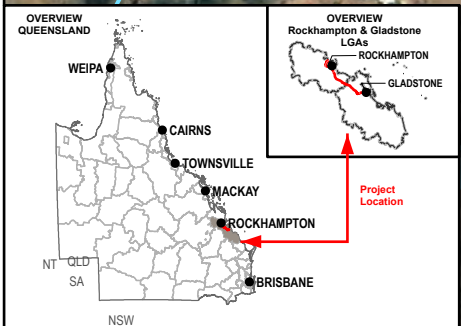 OVERVIEW
QUEENSLAND
WEIPA
CAIRNS
TOWNSVILLE
MACKAY
ROCKHAMPTON
BRISBANE
NT
QLD
SA
NSW
OVERVIEW
Rockhampton & Gladstone
LGAs
ROCKHAMPTON
GLADSTONE
Project
Location